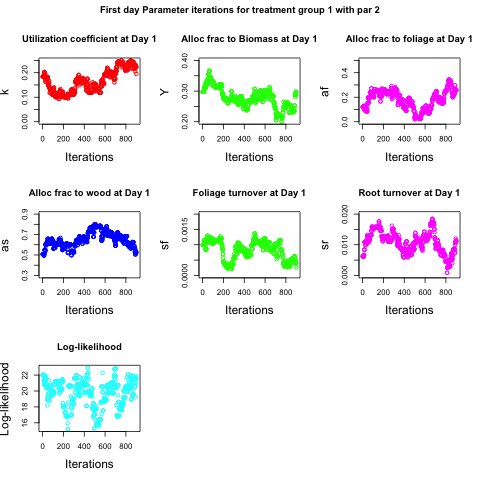 First day Parameter iterations for treatment group 1 with par 2
Utilization coefficient at Day 1
Alloc frac to Biomass at Day 1
Alloc frac to foliage at Day 1
k
0.00 0.10 0.20
0 200 400 600 800
Iterations
Y
0.20 0.30 0.40
0 200 400 600 800
Iterations
af
0.0 0.2 0.4
0 200 400 600 800
Iterations
Alloc frac to wood at Day 1
Foliage turnover at Day 1
Root turnover at Day 1
as
0.3 0.5 0.7 0.9
0 200 400 600 800
Iterations
sf
0.0000 0.0015
0 200 400 600 800
Iterations
sr
0.000 0.010 0.020
0 200 400 600 800
Iterations
Log-likelihood
Log-likelihood
16 18 20 22
0 200 400 600 800
Iterations